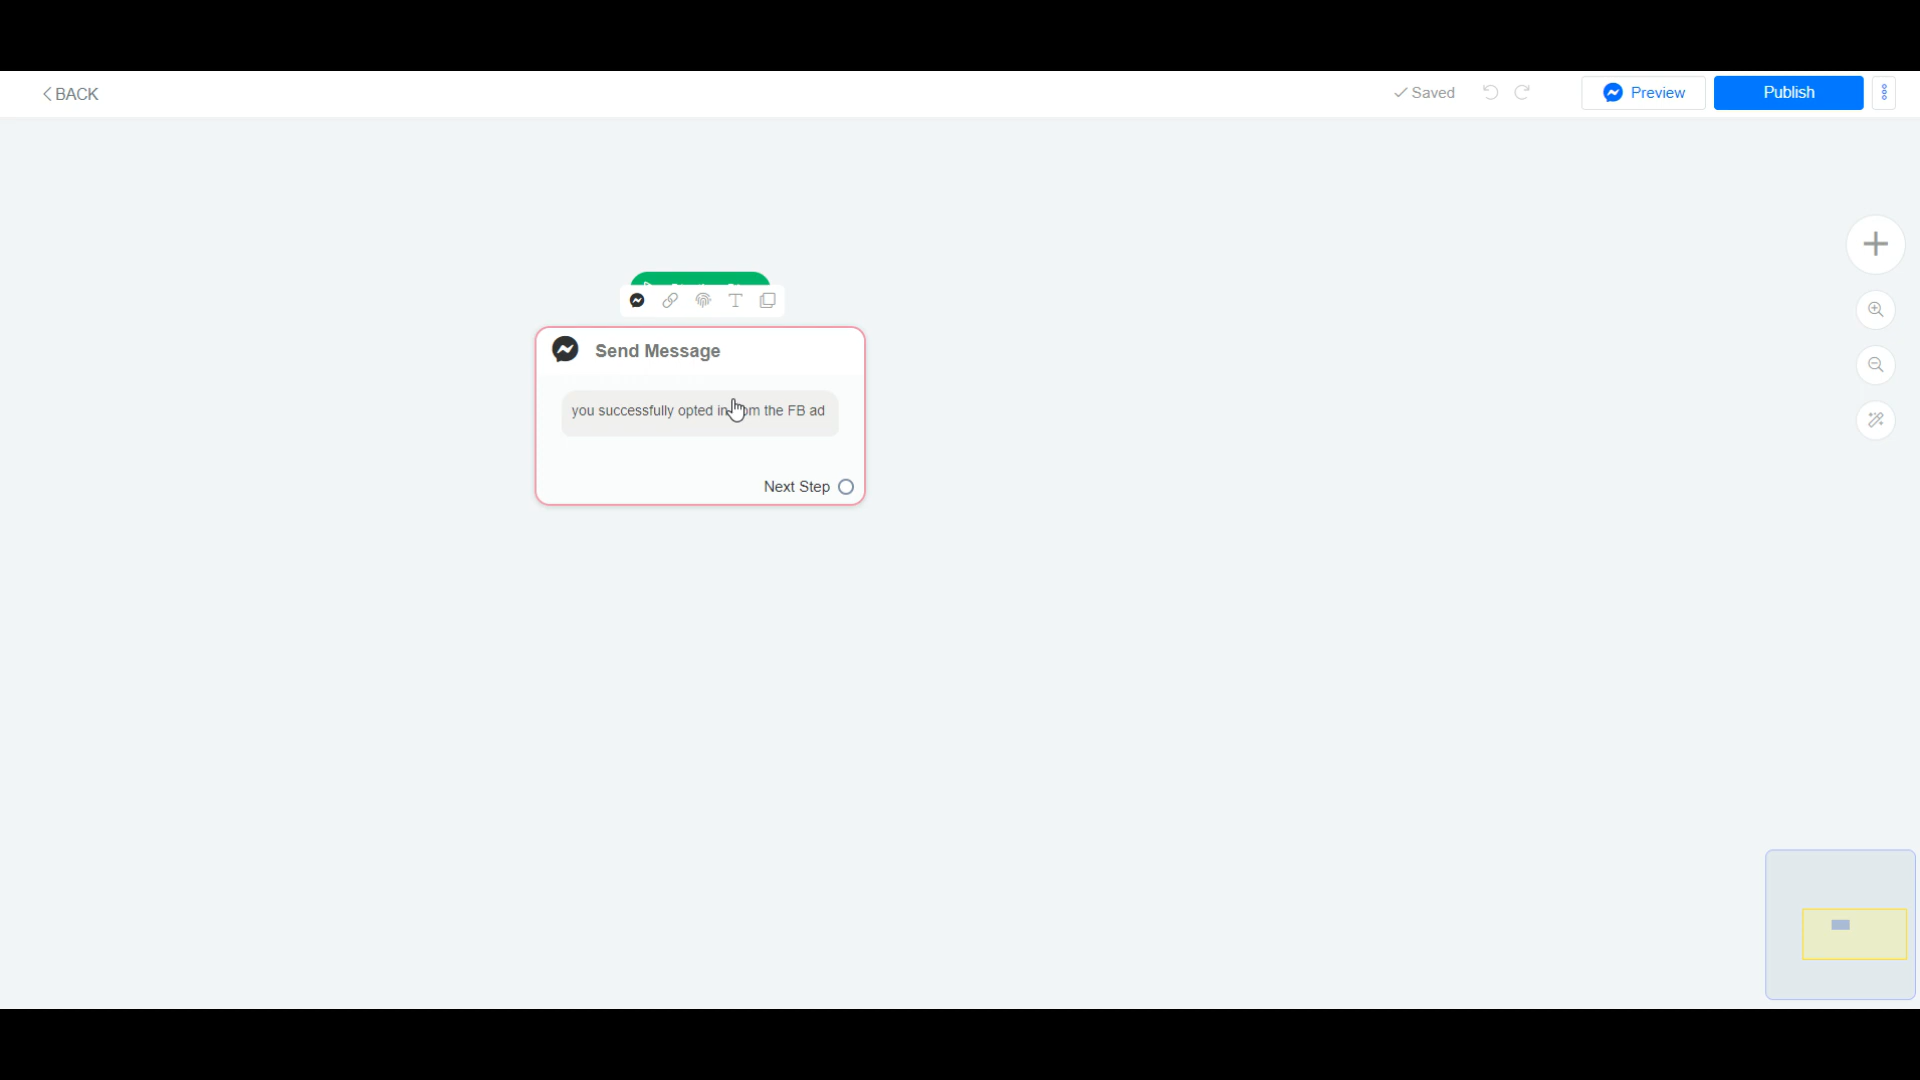 BACK
Saved
Preview
Publish
Send Message
you successfully opted in the FB ad
Next Step